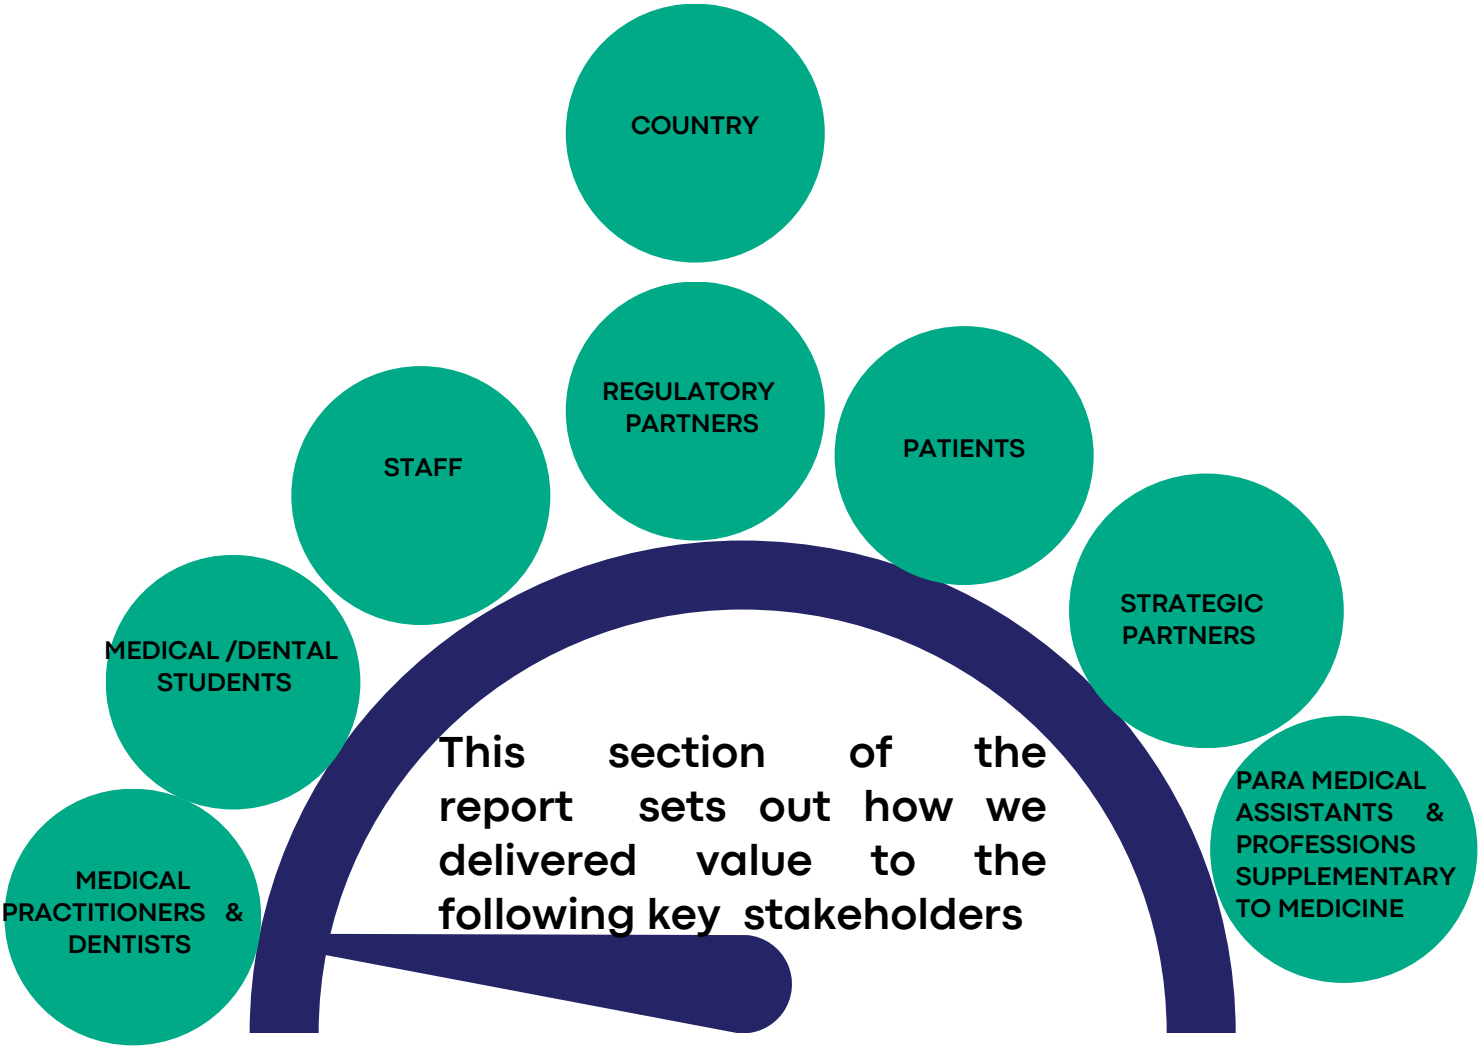 COUNTRY
REGULATORY
PARTNERS
PATIENTS
STAFF
STRATEGIC
PARTNERS
MEDICAL /DENTAL
STUDENTS
This section of the
report sets out how we
delivered value to the
following key stakeholders
PARA MEDICAL
ASSISTANTS &
PROFESSIONS
SUPPLEMENTARY
TO MEDICINE
MEDICAL
PRACTITIONERS &
DENTISTS